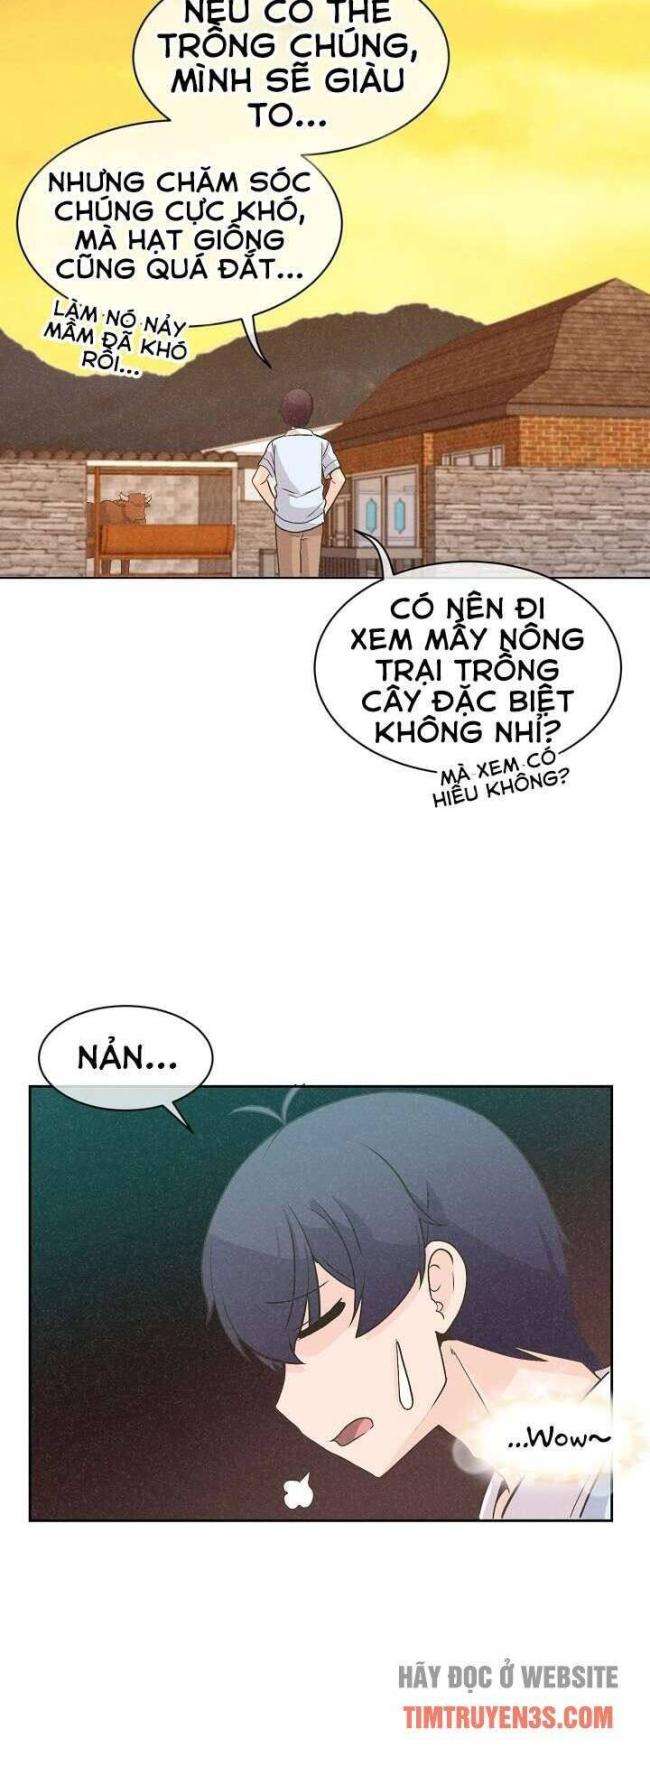 NẾU CÓ THỂ
TRỒNG CHÚNG,
MÌNH SẼ GIÀU
TO...
NHƯNG CHĂM SÓC
CHÚNG CỰC KHÓ,
MÀ HẠT GIỐNG
CŨNG QUÁ ĐẮT...
LÀM NÓ NẢY
MẦM ĐÃ KHÓ
RỒI...
CÓ NÊN ĐI
XEM MẤY NÔNG
TRẠI TRỒNG
CÂY ĐẶC BIỆT
KHÔNG NHỈ?
MÀ XEM CÓ
HIỂU KHÔNG?
NẢN...
...Wow~
HÃY ĐỌC Ở WEBSITE
TIMTRUYEN3S.COM